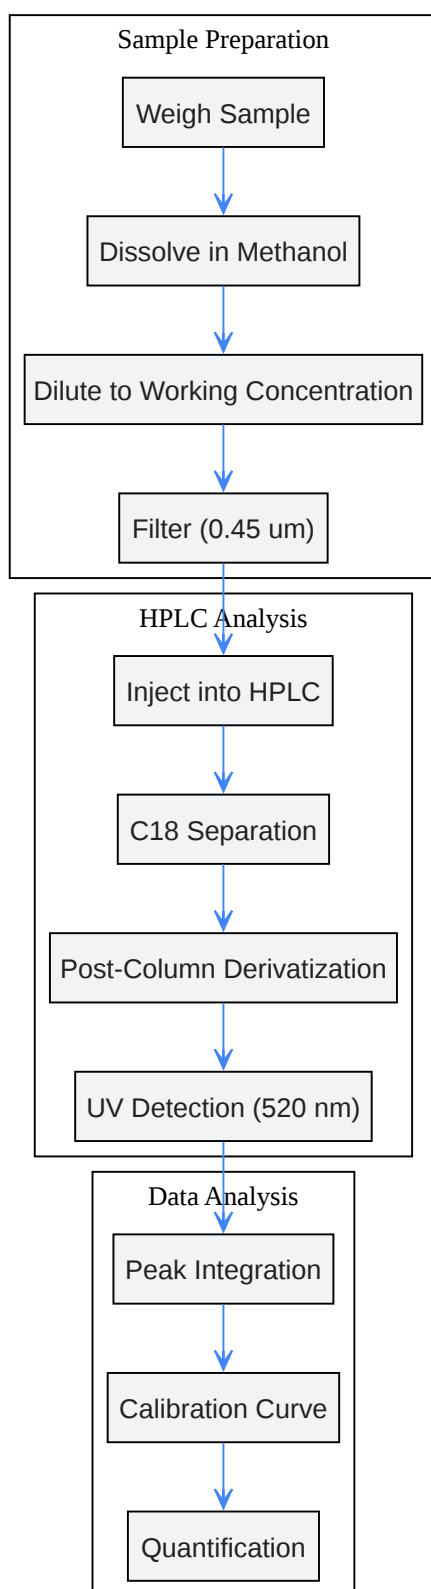 Sample Preparation
Weigh Sample
Dissolve in Methanol
Dilute to Working Concentration
Filter (0.45 um)
HPLC Analysis
Inject into HPLC
C18 Separation
Post-Column Derivatization
UV Detection (520 nm)
Data Analysis
Peak Integration
Calibration Curve
Quantification